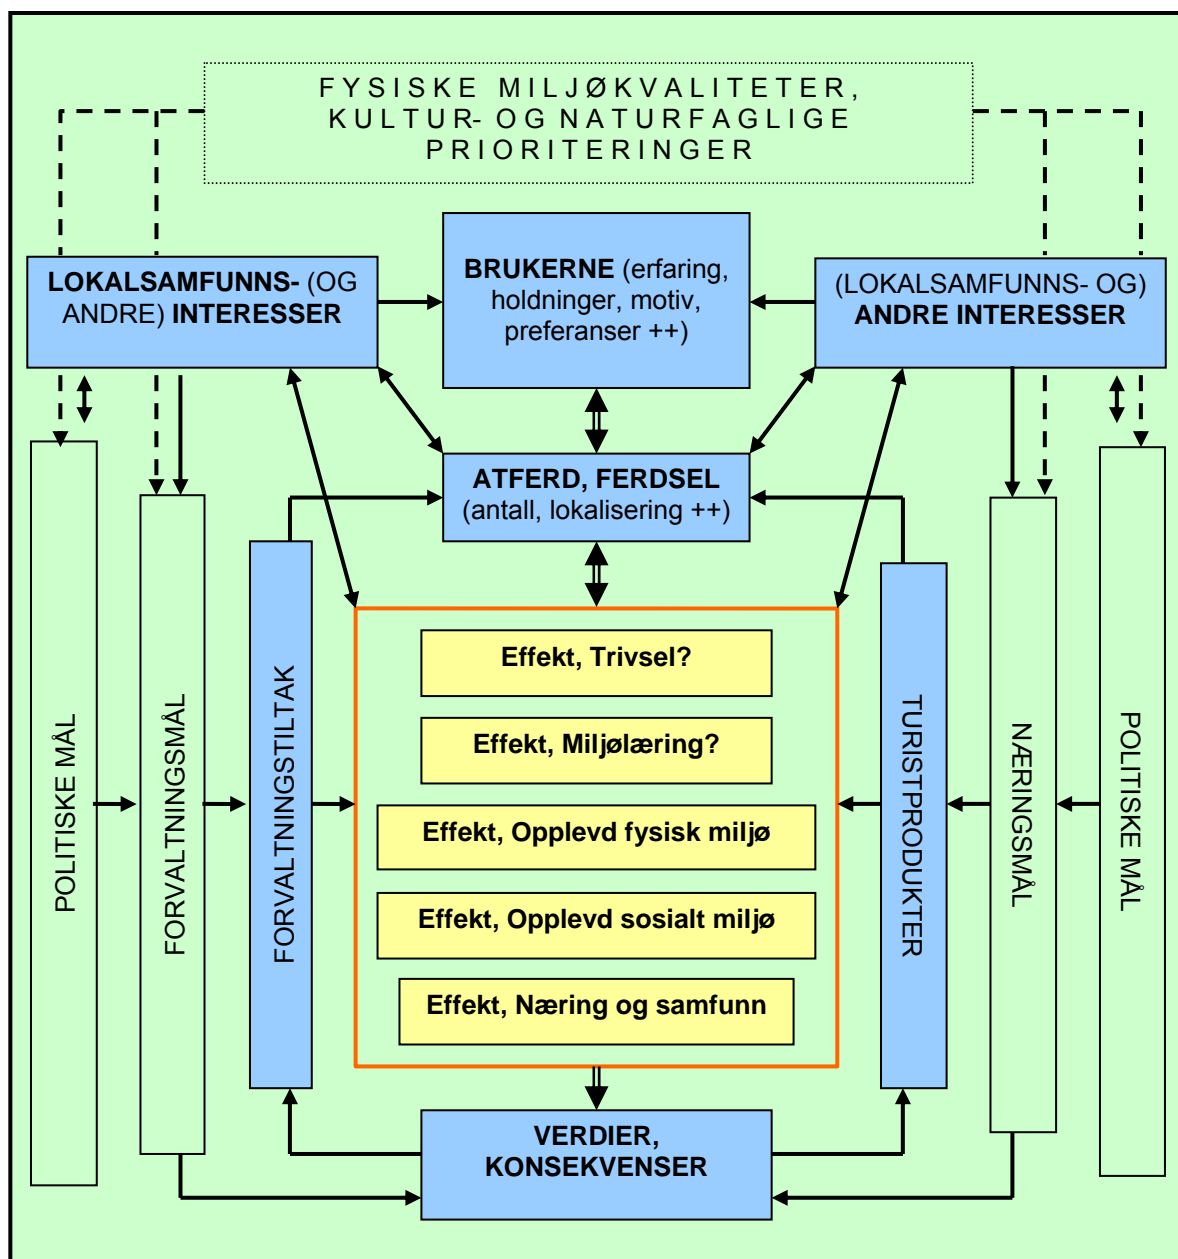 FYSISKE MILJØKVALITETER,
KULTUR- OG NATURFAGLIGE
PRIORITERINGER
LOKALSAMFUNNS- (OG
ANDRE) INTERESSER
BRUKERNE (erfaring,
holdninger, motiv,
preferanser ++)
(LOKALSAMFUNNS- OG)
ANDRE INTERESSER
ATFERD, FERDSEL
(antall, lokalisering ++)
POLITISKE MÅL
FORVALTNINGSMÅL
FORVALTNINGSTILTAK
Effekt, Trivsel?
Effekt, Miljølæring?
Effekt, Opplevd fysisk miljø
Effekt, Opplevd sosialt miljø
Effekt, Næring og samfunn
TURISTPRODUKTER
NÆRINGSMÅL
POLITISKE MÅL
VERDIER,
KONSEKVENSER